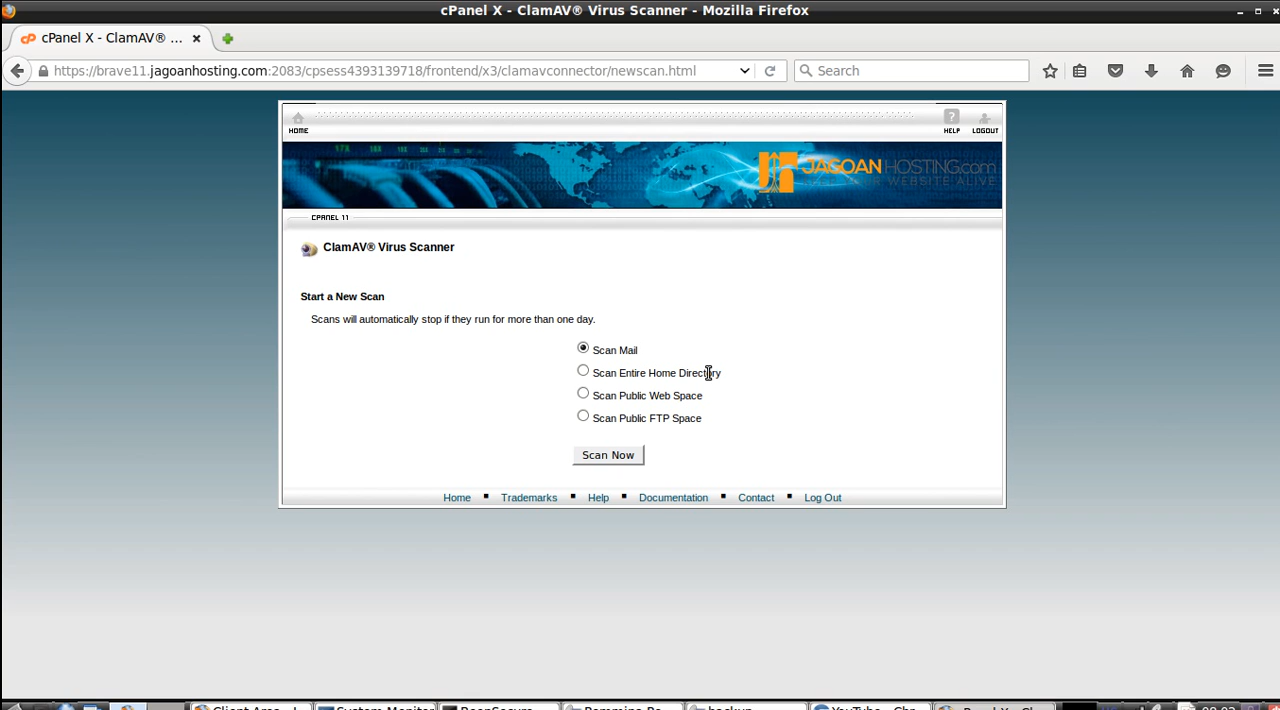 cPanel X - ClamAV® Virus Scanner - Mozilla Firefox
cPanel X - ClamAV® ...
https://brave11.jagoanhosting.com:2083/cpsess4393139718/frontend/x3/clamavconnector/newscan.html
Search
HOME
HELP
LOGOUT
JAGOANHOSTING.com
CPANEL 11
ClamAV® Virus Scanner
Start a New Scan
Scans will automatically stop if they run for more than one day.
Scan Mail
Scan Entire Home Directory
Scan Public Web Space
Scan Public FTP Space
Scan Now
Home ▪ Trademarks ▪ Help ▪ Documentation ▪ Contact ▪ Log Out